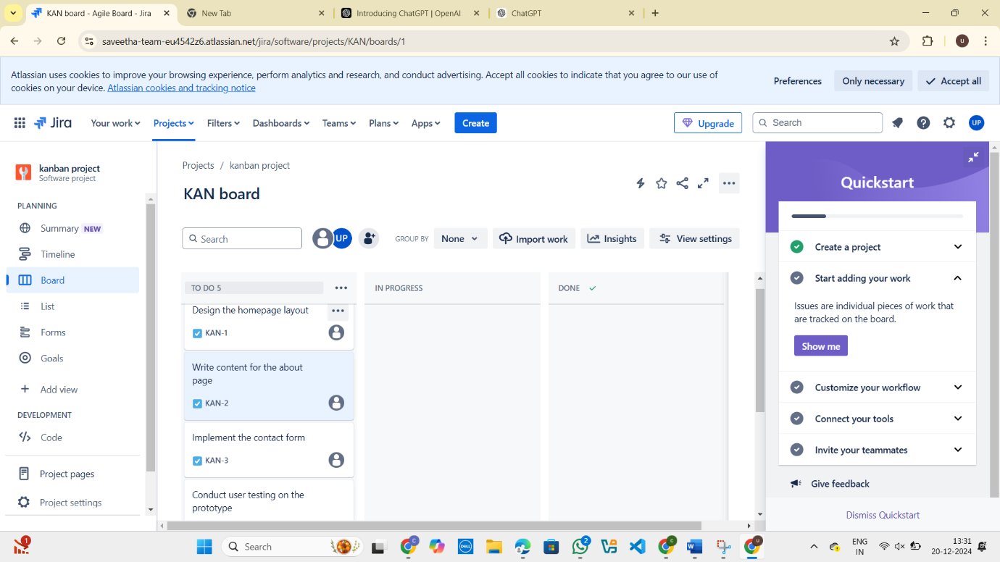 KAN board - Agile Board - Jira
New Tab
Introducing ChatGPT | OpenAI
ChatGPT
saveetha-team-eu4542z6.atlassian.net/jira/software/projects/KAN/boards/1
u
Atlassian uses cookies to improve your browsing experience, perform analytics and research, and conduct advertising. Accept all cookies to indicate that you agree to our use of
cookies on your device. Atlassian cookies and tracking notice
Preferences
Only necessary
Accept all
Jira
Your work
Projects
Filters
Dashboards
Teams
Plans
Apps
Create
Upgrade
Search
UP
kanban project
Software project
PLANNING
Summary NEW
Timeline
Board
List
Forms
Goals
Add view
DEVELOPMENT
Code
Project pages
Project settings
Projects / kanban project
KAN board
Search
UP
GROUP BY
None
Import work
Insights
View settings
TO DO 5
Design the homepage layout
KAN-1
Write content for the about
page
KAN-2
Implement the contact form
KAN-3
Conduct user testing on the
prototype
IN PROGRESS
DONE
Quickstart
Create a project
Start adding your work
Issues are individual pieces of work that
are tracked on the board.
Show me
Customize your workflow
Connect your tools
Invite your teammates
Give feedback
Dismiss Quickstart
1
Search
C
DELL
2
c
u
ENG
IN
13:31
20-12-2024